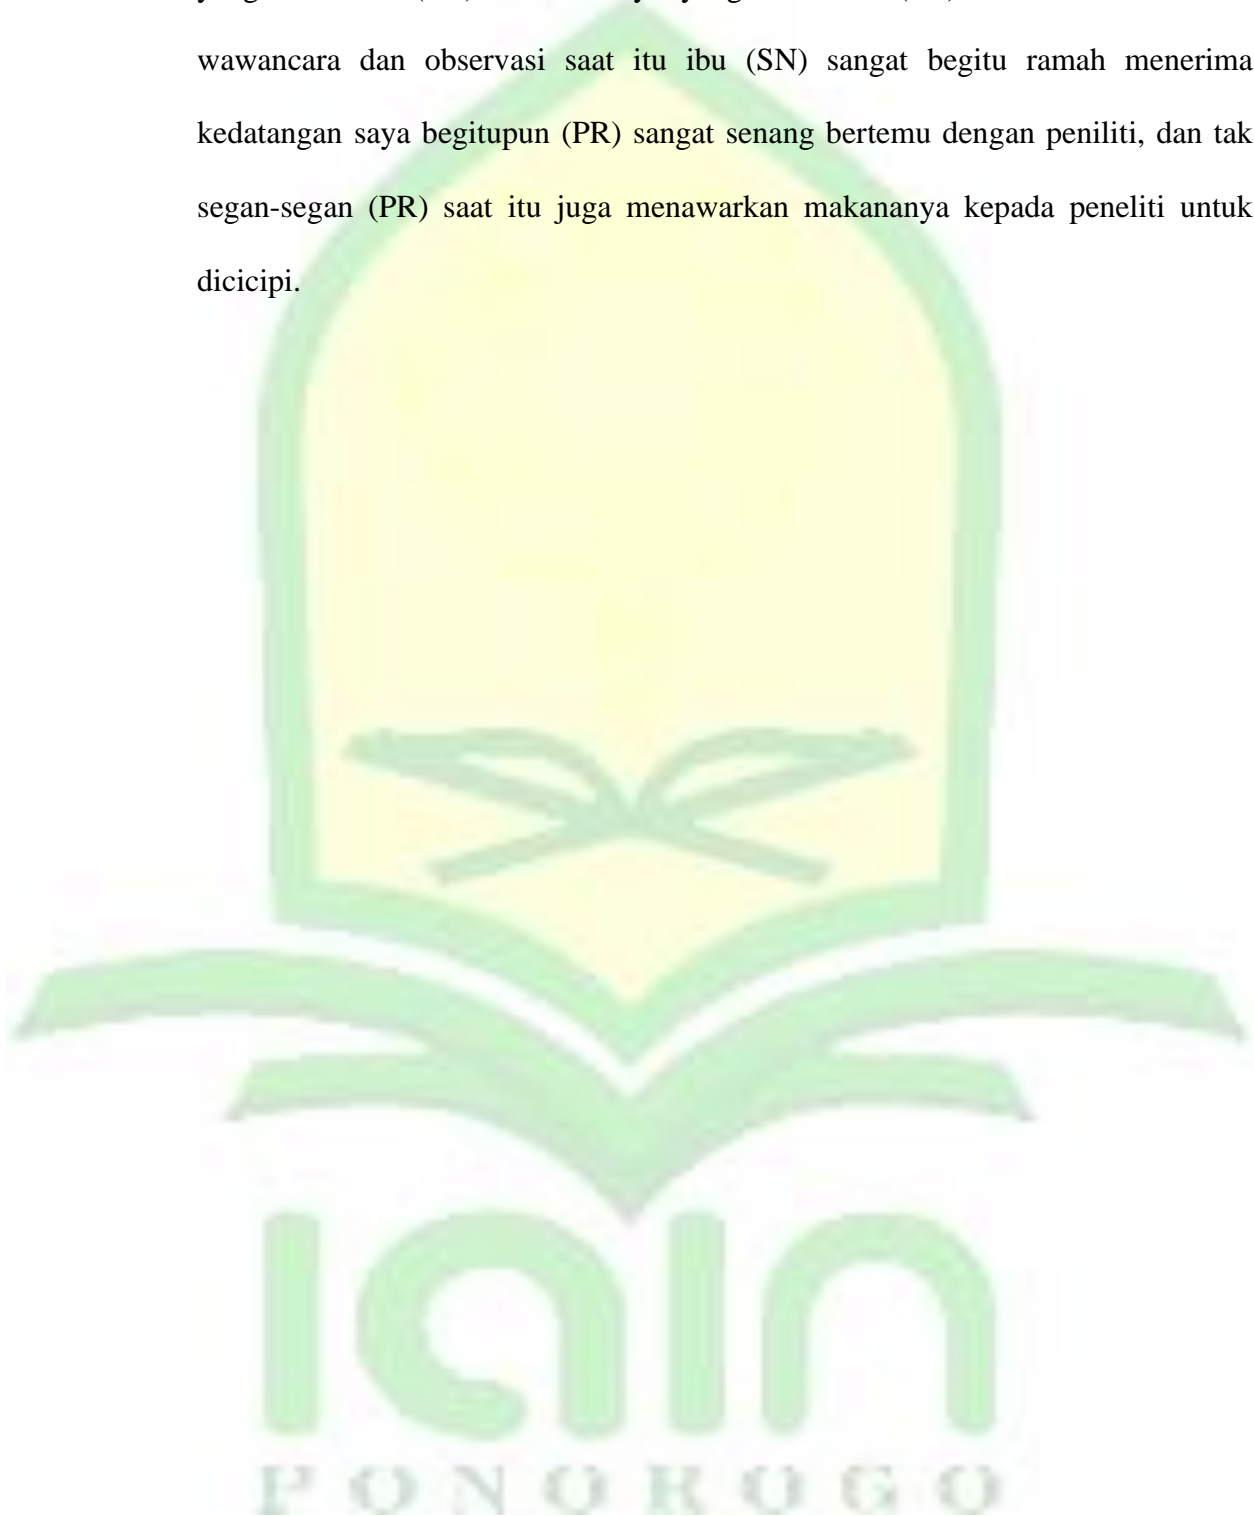 wawancara dan observasi saat itu ibu (SN) sangat begitu ramah menerima
kedatangan saya begitupun (PR) sangat senang bertemu dengan peniliti, dan tak
segan-segan (PR) saat itu juga menawarkan makananya kepada peneliti untuk
dicicipi.
iain
PONOROGO